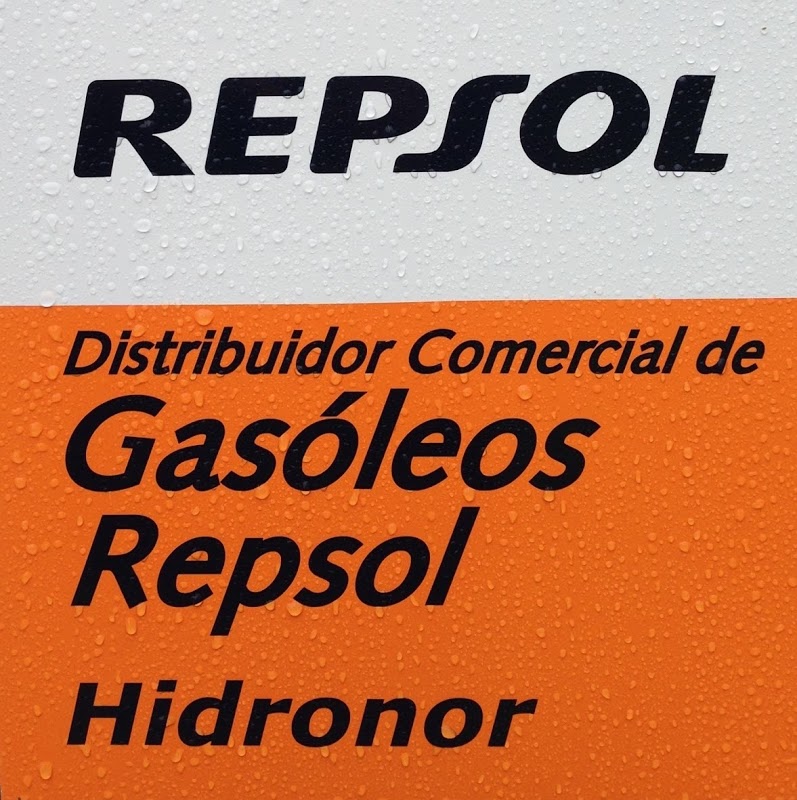 REPSOL
Distribuidor Comercial de
Gasóleos
Repsol
Hidronor